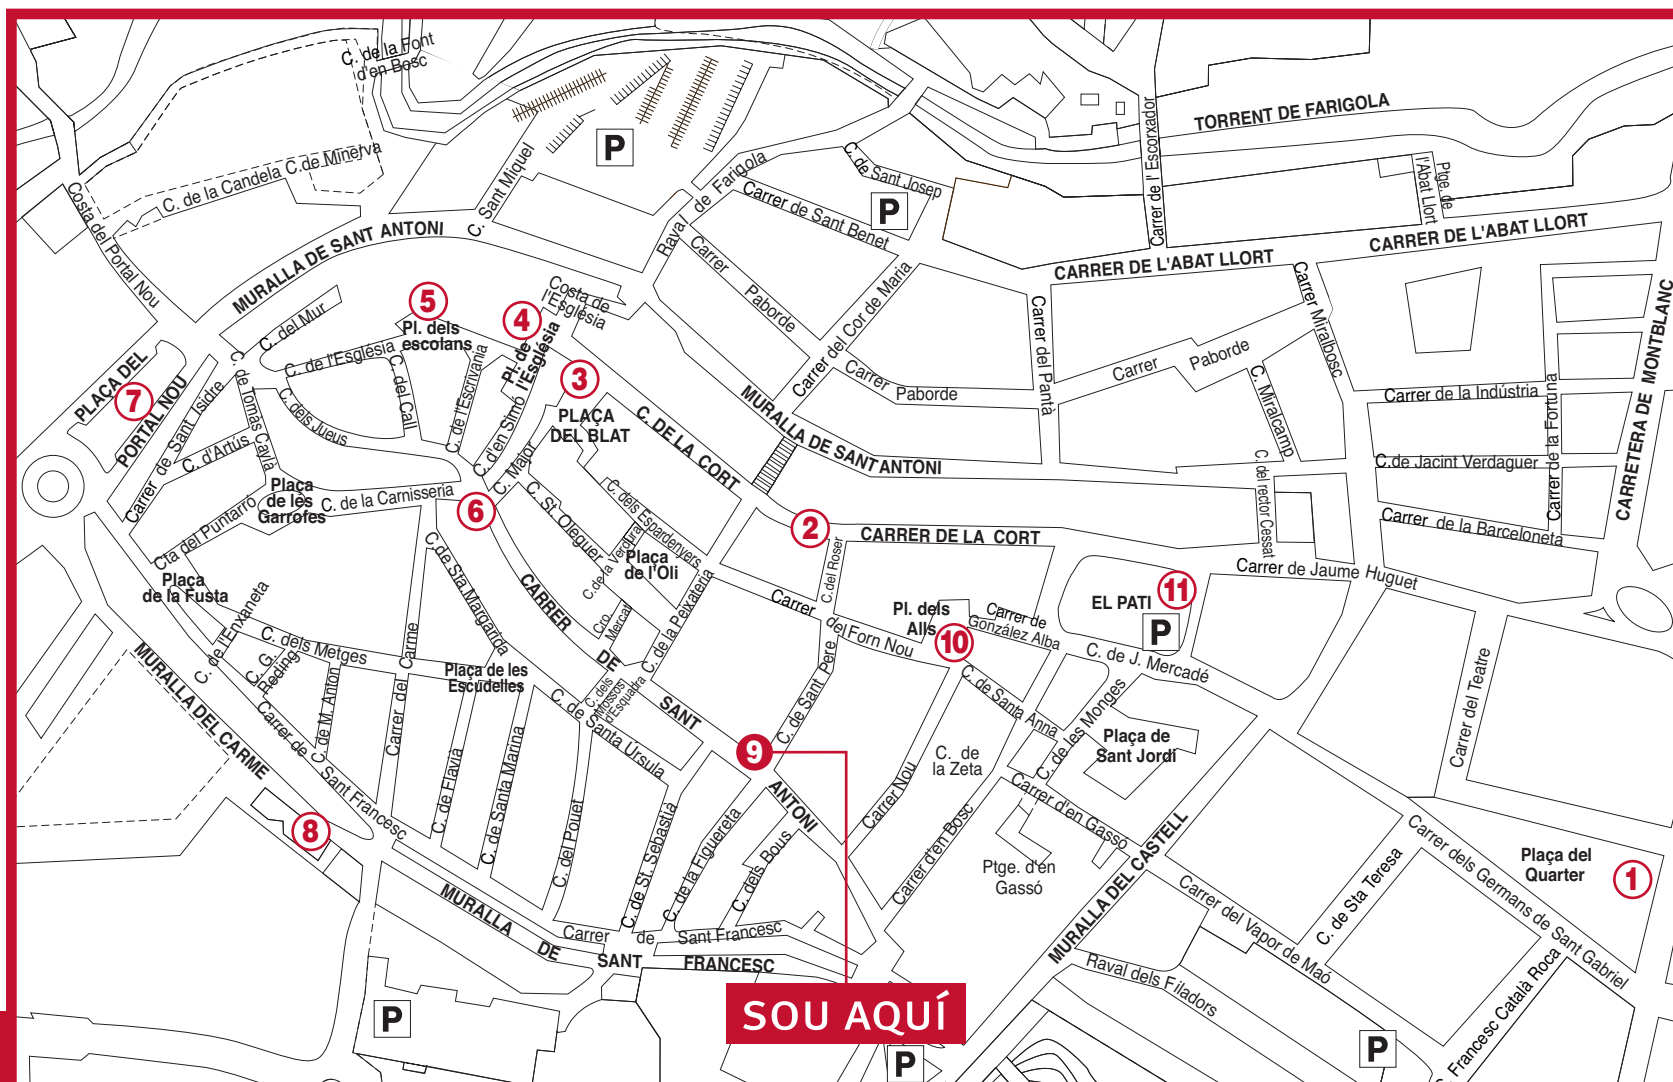 C. de la Font
d'en Bosc
P
C. de la Candela
C. de Minerva
Costa del Portal Nou
C. Sant Miquel
Raval de Farigola
C. de Sant Josep
P
Carrer de Sant Benet
Carrer de l' Escorxador
TORRENT DE FARIGOLA
Ptge. de
l'Abat Llort
CARRER DE L'ABAT LLORT
CARRER DE L'ABAT LLORT
MURALLA DE SANT ANTONI
C. del Mur
5
Pl. dels
escolans
4
Costa de
l'Església
Pl. de
l'Església
Carrer
Paborde
Carrer del Cor de Maria
Carrer del Pantà
Carrer Miralbosc
CARRETERA DE MONTBLANC
PLAÇA DEL
7
PORTAL NOU
Carrer de Sant Isidre
C. de Tomàs Caylà
C. de l'Església
C. dels Jueus
C. del Call
C. de l'Escrivania
C. d'en Simó
3
PLAÇA
DEL BLAT
C. Major
C. DE LA CORT
MURALLA DE SANT ANTONI
Carrer
Paborde
Carrer
Paborde
C. Miralcamp
Carrer de la Indústria
Carrer de la Fortuna
C.de Jacint Verdaguer
Carrer de la Barceloneta
C. d'Artús
Plaça
de les
Garrofes
C. de la Carnisseria
6
Cta del Puntarró
C. St. Oleguer
C. dels Espardenyers
C. de la Verdura
Plaça
de l'Oli
2
CARRER DE LA CORT
C. del rector Cessat
Carrer de Jaume Huguet
Plaça
de la Fusta
C. de l'Enxaneta
C. de Sta Margarida
CARRER
DE
SANT
ANTONI
Cro.
Mercat
C. de la Peixateria
C. del Roser
Carrer
del Forn Nou
Pl. dels
Alls
10
Carrer de
González Alba
EL PATI
11
P
C. de J. Mercadé
MURALLA DEL CARME
C. G.
Roding
C. dels Metges
C. de M. Anton
Carrer del Carme
Plaça de les
Escudelles
C. de Santa Ursula
C. dels
Mossos
d'Esquadra
C. de Sant Pere
C. de Santa Anna
C. de les Monges
Plaça de
Sant Jordi
Carrer del Teatre
Carrer de Sant Francesc
C. de Flavià
C. de Santa Marina
C. del Pouet
9
Carrer Nou
C. de
la Zeta
Carrer d'en Gassó
8
C. de St. Sebastià
C. de la Figuereta
C. dels Bous
Carrer d'en Bosc
Ptge. d'en
Gassó
MURALLA DEL CASTELL
C. de Sta Teresa
Carrer dels Germans de Sant Gabriel
Plaça del
Quarter
1
MURALLA DE SANT FRANCESC
Carrer de Sant Francesc
Carrer del Vapor de Maó
Raval dels Filadors
C. Francesc Català Roca
P
SOU AQUÍ
P
P